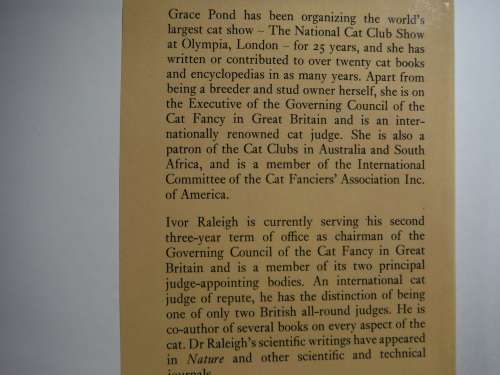 Grace Pond has been organizing the world's
largest cat show – The National Cat Club Show
at Olympia, London – for 25 years, and she has
written or contributed to over twenty cat books
and encyclopedias in as many years. Apart from
being a breeder and stud owner herself, she is on
the Executive of the Governing Council of the
Cat Fancy in Great Britain and is an inter-
nationally renowned cat judge. She is also a
patron of the Cat Clubs in Australia and South
Africa, and is a member of the International
Committee of the Cat Fanciers' Association Inc.
of America.
Ivor Raleigh is currently serving his second
three-year term of office as chairman of the
Governing Council of the Cat Fancy in Great
Britain and is a member of its two principal
judge-appointing bodies. An international cat
judge of repute, he has the distinction of being
one of only two British all-round judges. He is
co-author of several books on every aspect of the
cat. Dr Raleigh's scientific writings have appeared
in Nature and other scientific and technical
journals.